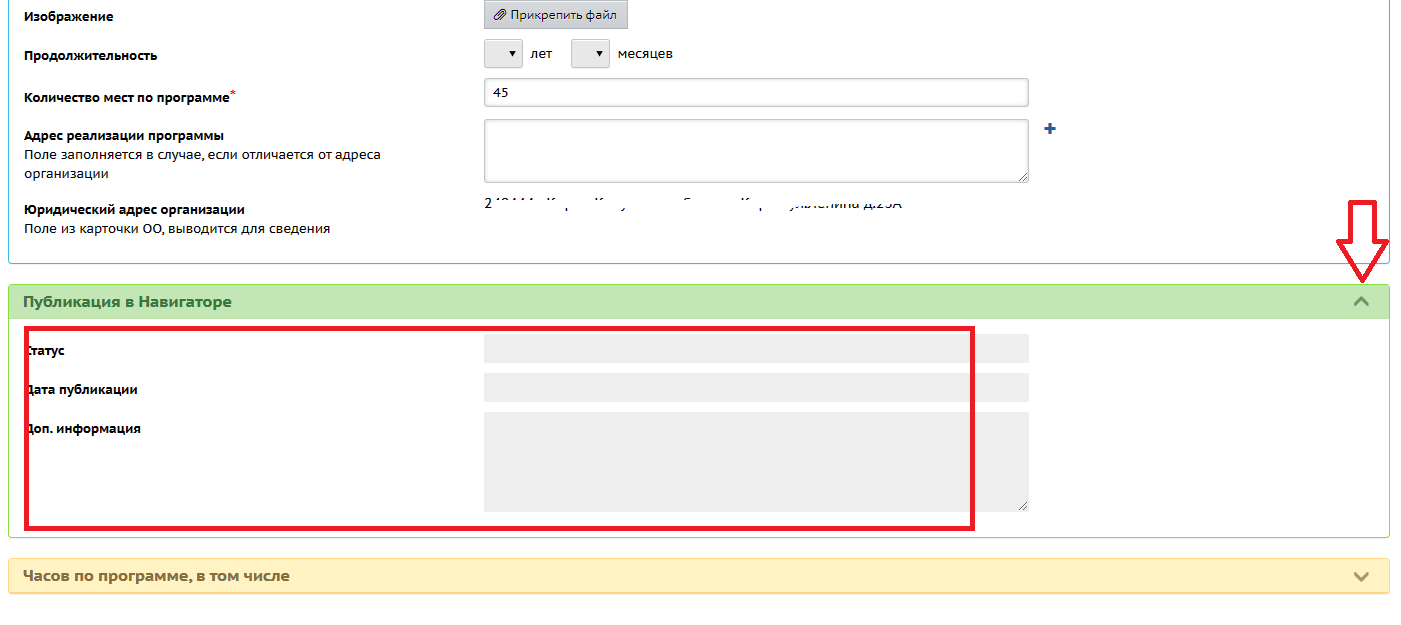 Изображение
Прикрепить файл
Продолжительность
лет
месяцев
Количество мест по программе*
45
Адрес реализации программы
Поле заполняется в случае, если отличается от адреса
организации
Юридический адрес организации
Поле из карточки ОО, выводится для сведения
Публикация в Навигаторе
Статус
Дата публикации
Доп. информация
Часов по программе, в том числе